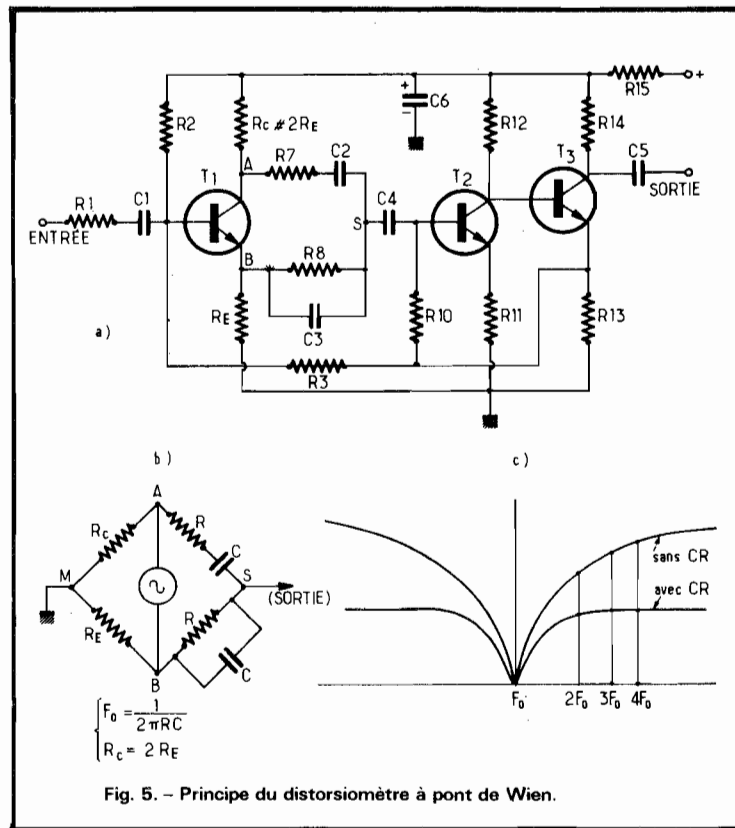 +
R15
R2
RC # 2RE
+
−
C6
R12
R14
T1
A
R7
C2
T2
T3
C5
R1
C1
S
C4
SORTIE
ENTRÉE
B
R8
RE
C3
R10
R11
R13
a)
R3
b)
c)
A
RC
R
C
sans CR
M
S
(SORTIE)
avec CR
RE
R
C
B
F0
2F0
3F0
4F0
F0 = 1
2πRC
RC = 2 RE
Fig. 5. – Principe du distorsiomètre à pont de Wien.